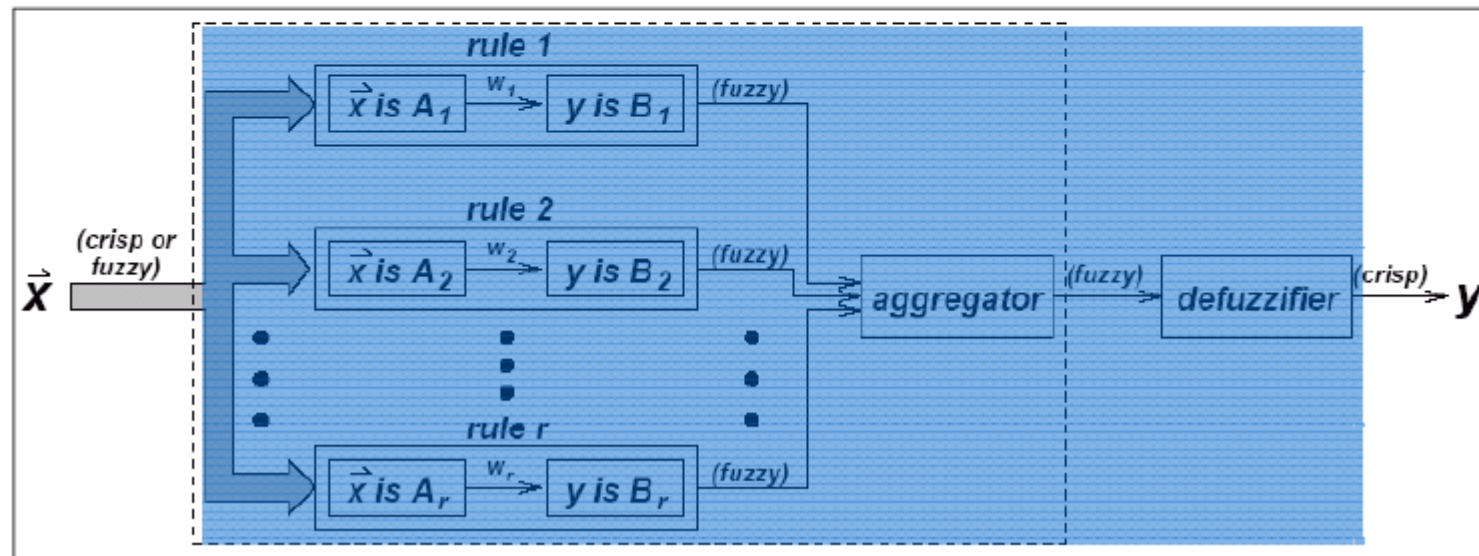 rule 1
x⃗ is A₁
w₁
y is B₁
(fuzzy)
rule 2
(crisp or
fuzzy)
x⃗
x⃗ is A₂
w₂
y is B₂
(fuzzy)
aggregator
(fuzzy)
defuzzifier
(crisp)
y
rule r
x⃗ is Aᵣ
wᵣ
y is Bᵣ
(fuzzy)